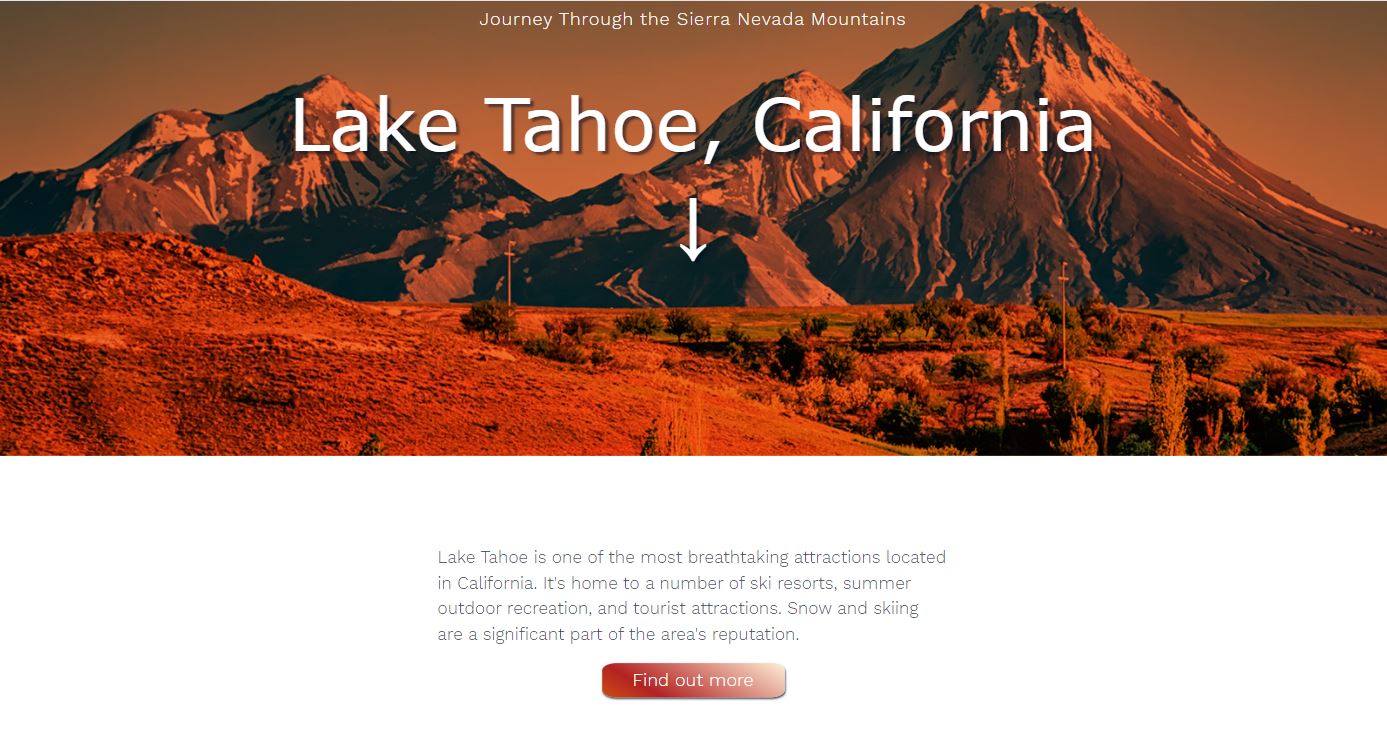 Journey Through the Sierra Nevada Mountains
Lake Tahoe, California
↓
Lake Tahoe is one of the most breathtaking attractions located
in California. It's home to a number of ski resorts, summer
outdoor recreation, and tourist attractions. Snow and skiing
are a significant part of the area's reputation.
Find out more